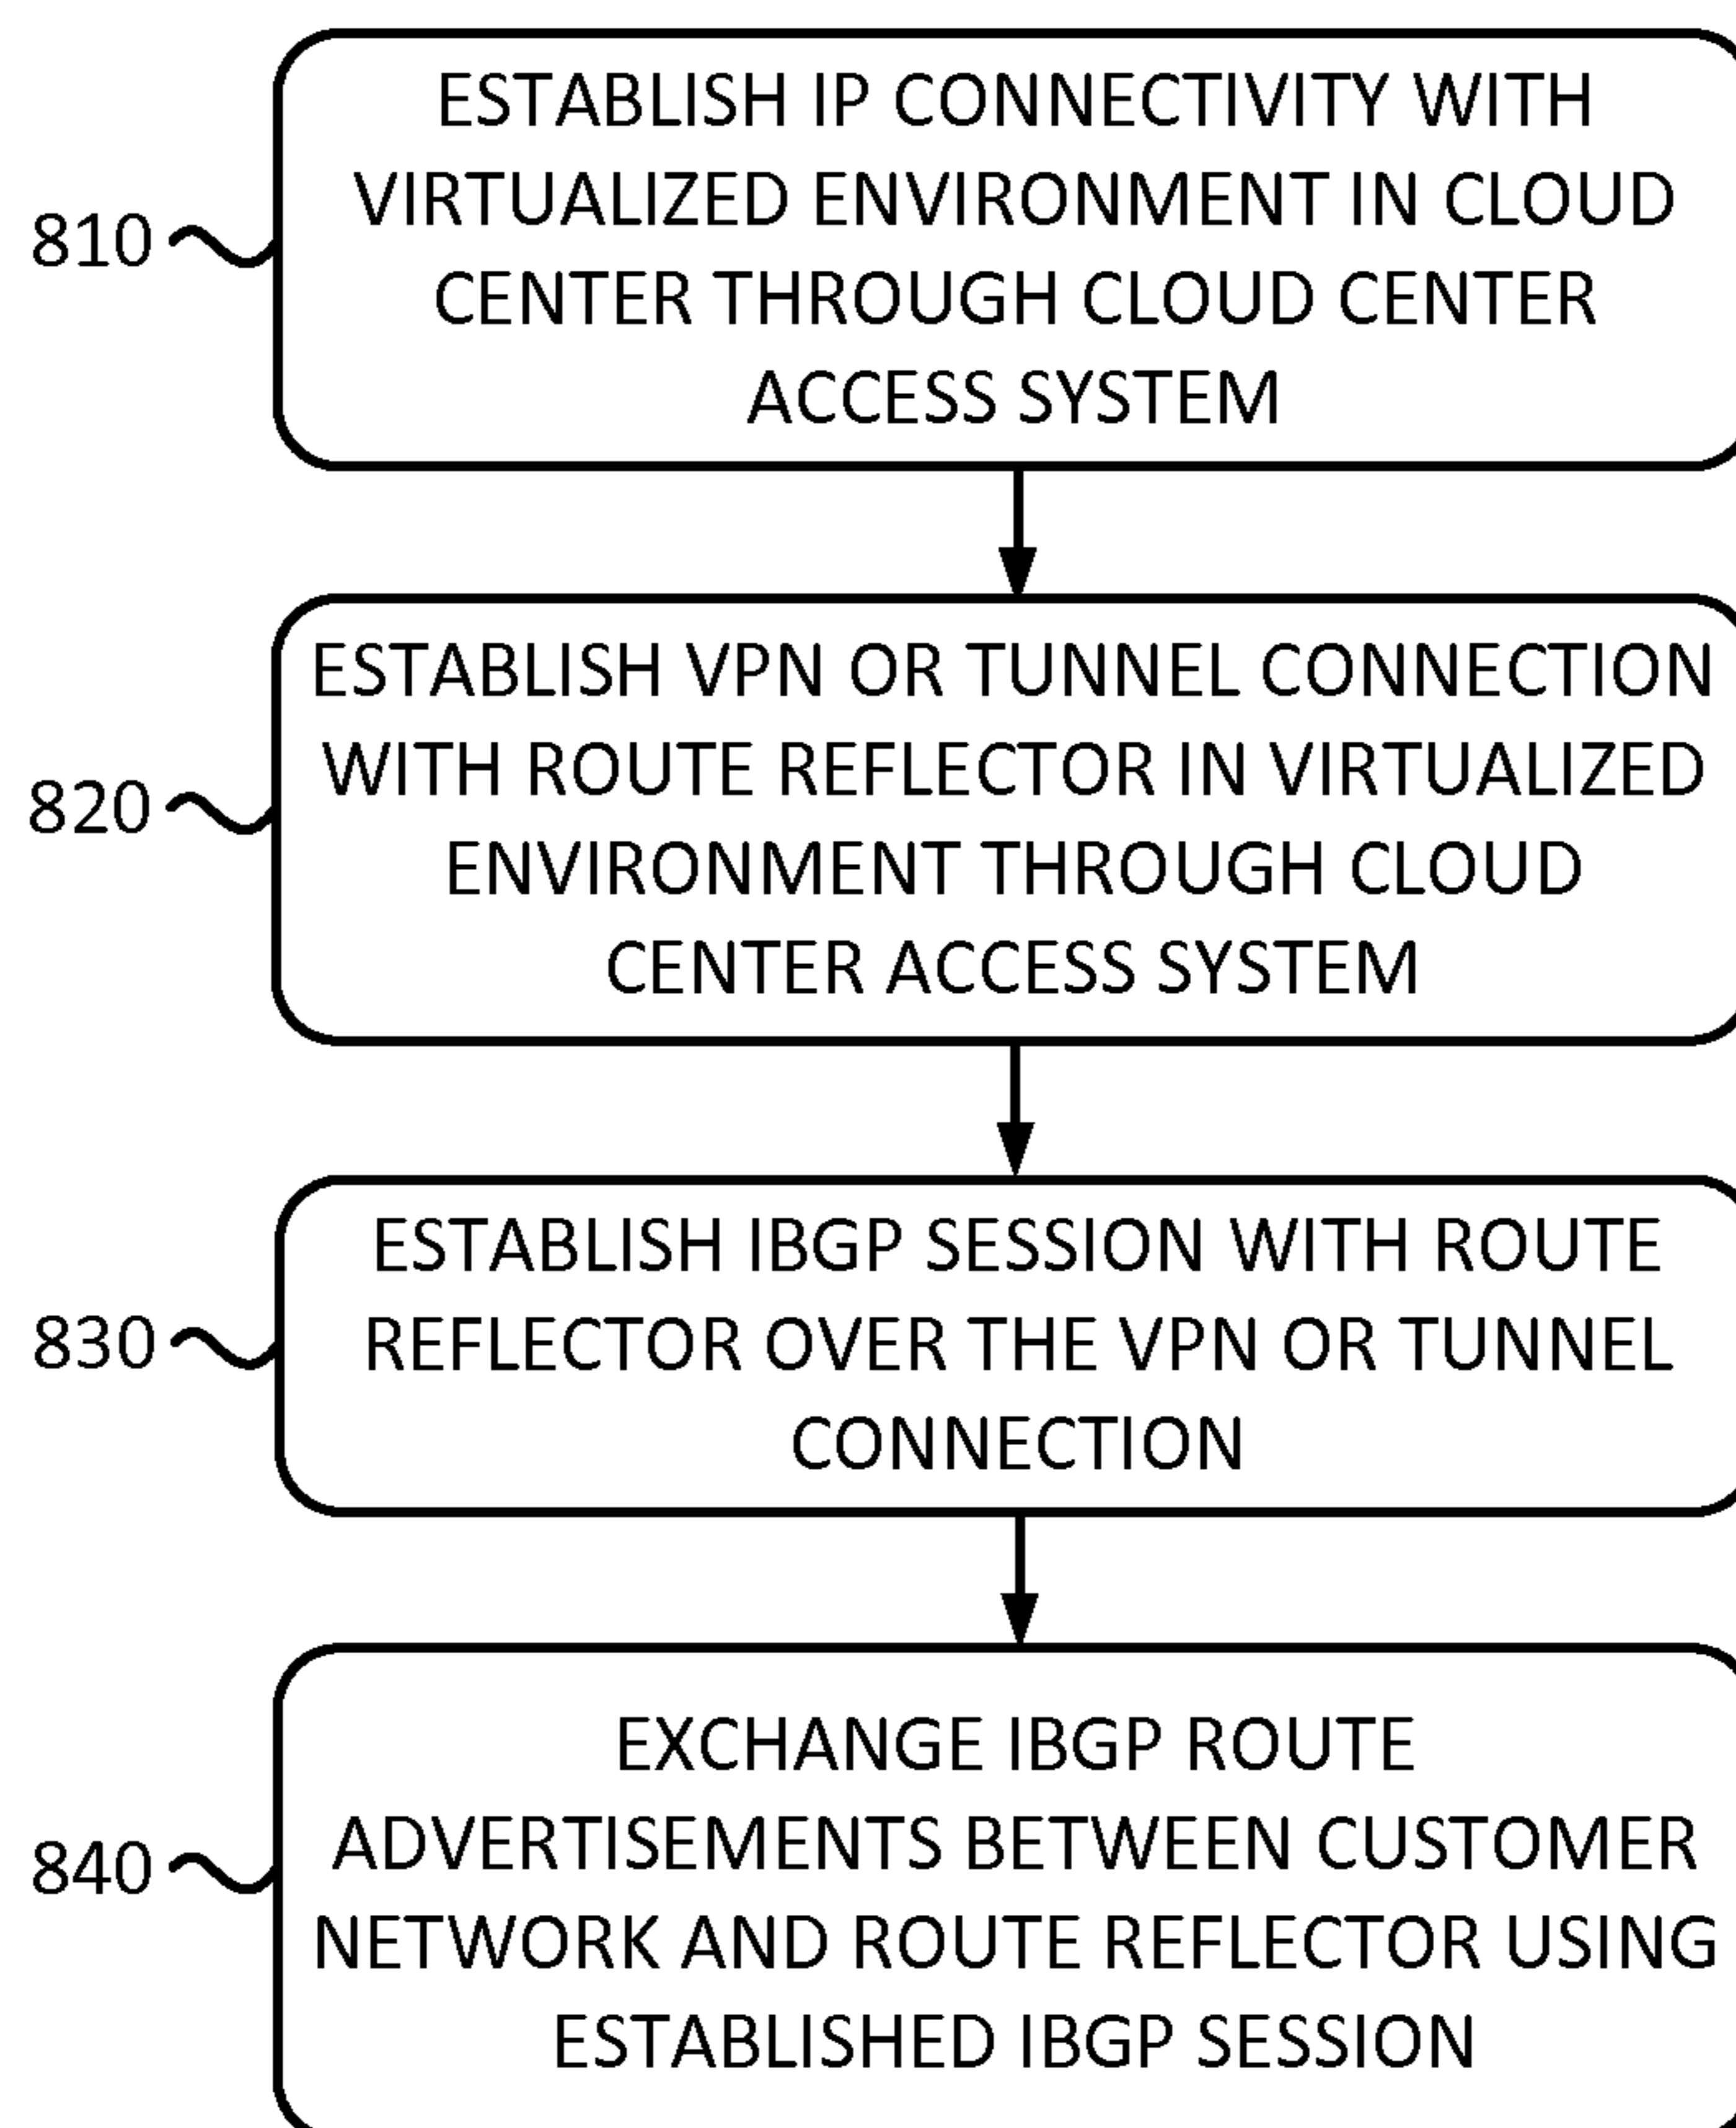 ESTABLISH IP CONNECTIVITY WITH
VIRTUALIZED ENVIRONMENT IN CLOUD
CENTER THROUGH CLOUD CENTER
ACCESS SYSTEM
810
ESTABLISH VPN OR TUNNEL CONNECTION
WITH ROUTE REFLECTOR IN VIRTUALIZED
ENVIRONMENT THROUGH CLOUD
CENTER ACCESS SYSTEM
820
ESTABLISH IBGP SESSION WITH ROUTE
REFLECTOR OVER THE VPN OR TUNNEL
CONNECTION
830
EXCHANGE IBGP ROUTE
ADVERTISEMENTS BETWEEN CUSTOMER
NETWORK AND ROUTE REFLECTOR USING
ESTABLISHED IBGP SESSION
840